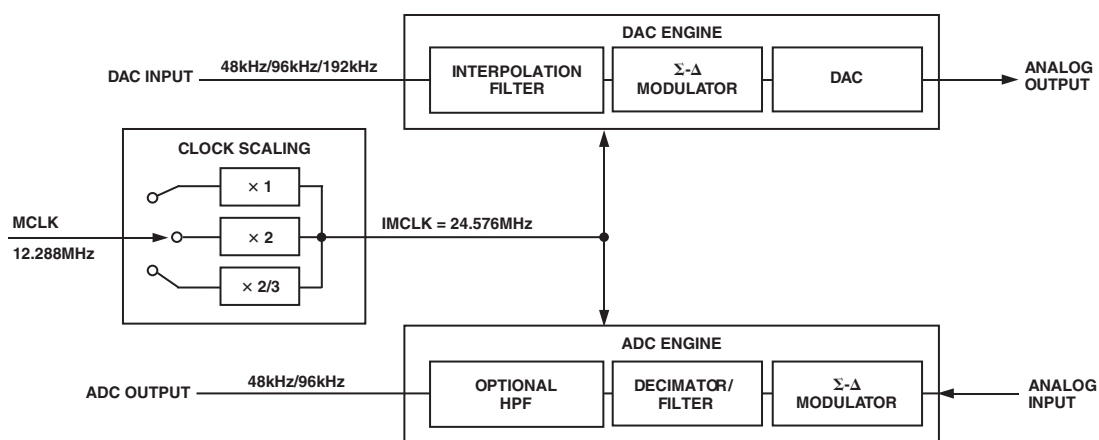 DAC ENGINE
DAC INPUT
48kHz/96kHz/192kHz
INTERPOLATION
FILTER
Σ-Δ
MODULATOR
DAC
ANALOG
OUTPUT
CLOCK SCALING
× 1
MCLK
12.288MHz
× 2
IMCLK = 24.576MHz
× 2/3
ADC ENGINE
ADC OUTPUT
48kHz/96kHz
OPTIONAL
HPF
DECIMATOR/
FILTER
Σ-Δ
MODULATOR
ANALOG
INPUT